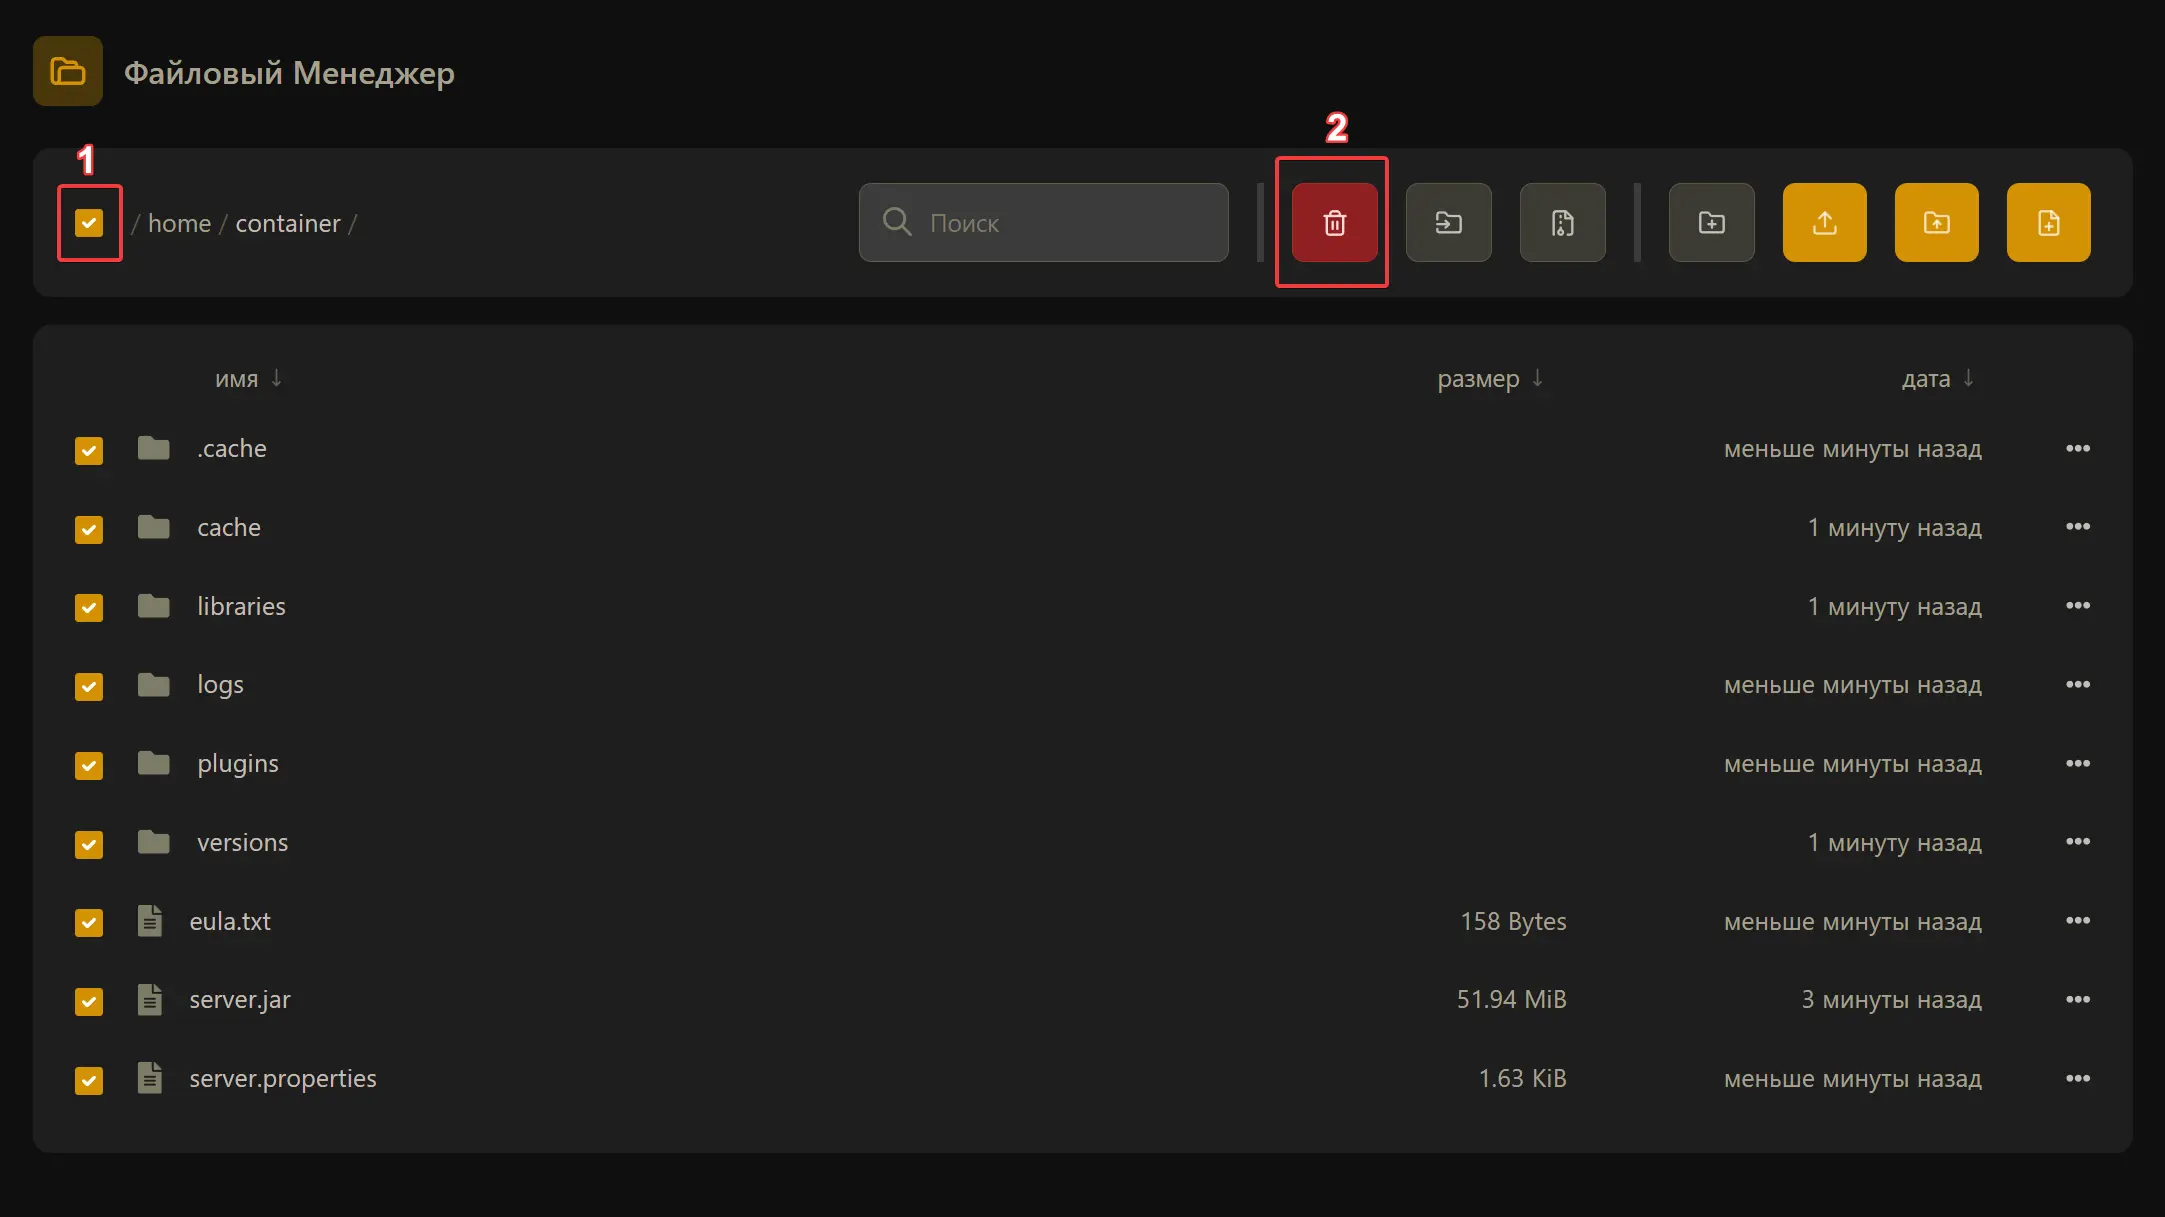 Файловый Менеджер
1
2
/ home / container /
Поиск
имя ↓ размер ↓ дата ↓
.cache меньше минуты назад
cache 1 минуту назад
libraries 1 минуту назад
logs меньше минуты назад
plugins меньше минуты назад
versions 1 минуту назад
eula.txt 158 Bytes меньше минуты назад
server.jar 51.94 MiB 3 минуты назад
server.properties 1.63 KiB меньше минуты назад